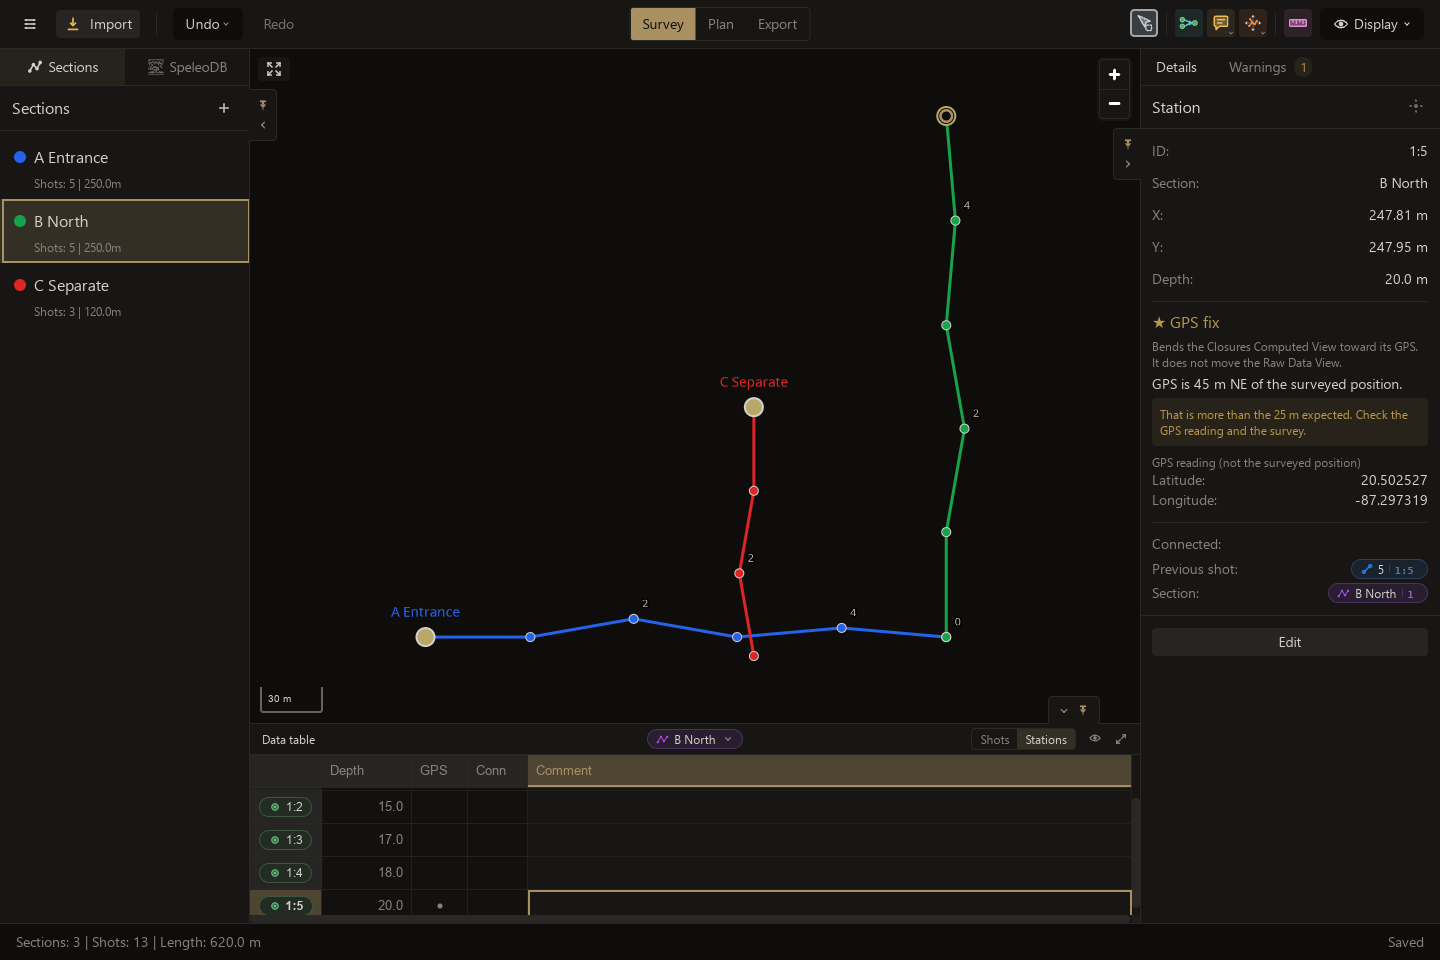 Import
Undo
Redo
Survey
Plan
Export
Display
Sections
SpeleoDB
Sections
A Entrance
Shots: 5 | 250.0m
B North
Shots: 5 | 250.0m
C Separate
Shots: 3 | 120.0m
4
2
C Separate
2
A Entrance
2
4
0
30 m
Details
Warnings 1
Station
ID: 1:5
Section: B North
X: 247.81 m
Y: 247.95 m
Depth: 20.0 m
★ GPS fix
Bends the Closures Computed View toward its GPS.
It does not move the Raw Data View.
GPS is 45 m NE of the surveyed position.
That is more than the 25 m expected. Check the
GPS reading and the survey.
GPS reading (not the surveyed position)
Latitude: 20.502527
Longitude: -87.297319
Connected:
Previous shot: 5 | 1:5
Section: B North | 1
Edit
Data table
B North
Shots
Stations
Depth GPS Conn Comment
1:2 15.0
1:3 17.0
1:4 18.0
1:5 20.0 •
Sections: 3 | Shots: 13 | Length: 620.0 m
Saved